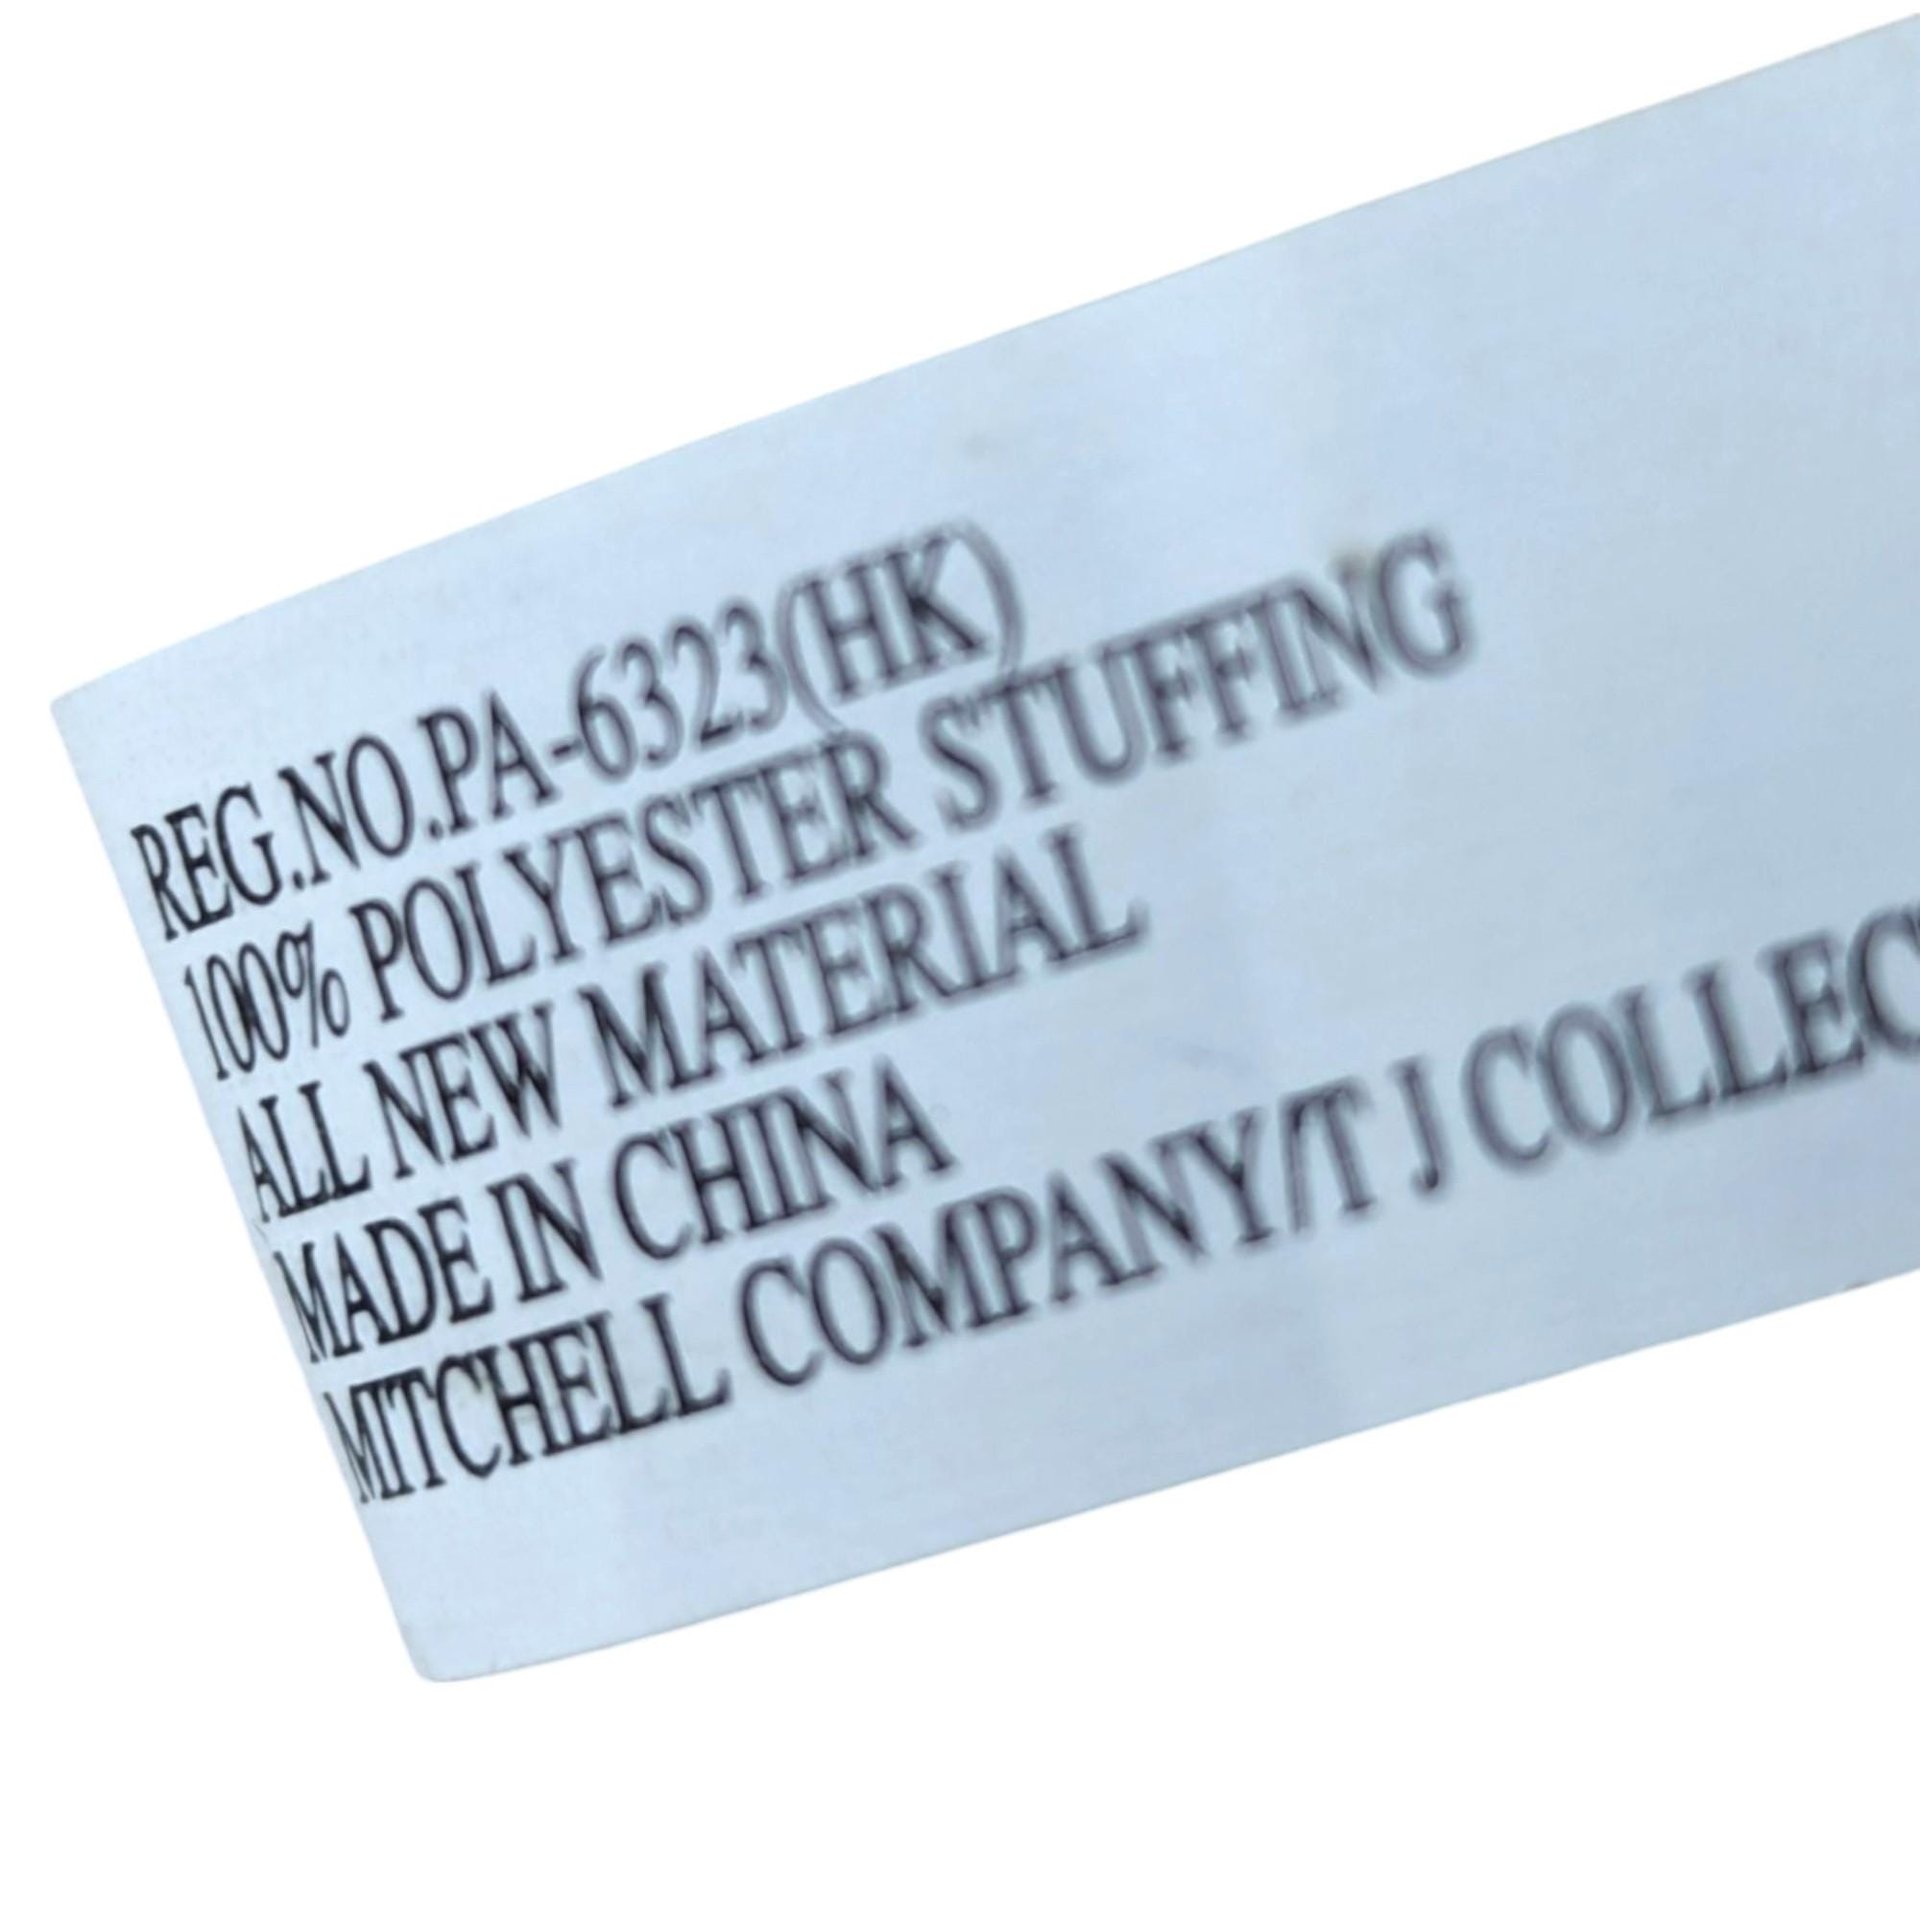 REG.NO.PA-6323(HK)
100% POLYESTER STUFFING
ALL NEW MATERIAL
MADE IN CHINA
MITCHELL COMPANY/T J COLLEC